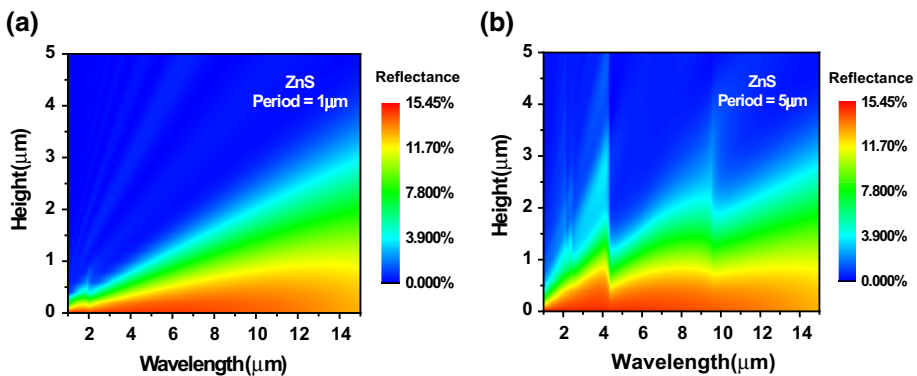 (a)
5
4
3
2
1
0
Height(μm)
2 4 6 8 10 12 14
Wavelength(μm)
ZnS
Period = 1μm
Reflectance
15.45%
11.70%
7.800%
3.900%
0.000%
(b)
5
4
3
2
1
0
Height(μm)
2 4 6 8 10 12 14
Wavelength(μm)
ZnS
Period = 5μm
Reflectance
15.45%
11.70%
7.800%
3.900%
0.000%